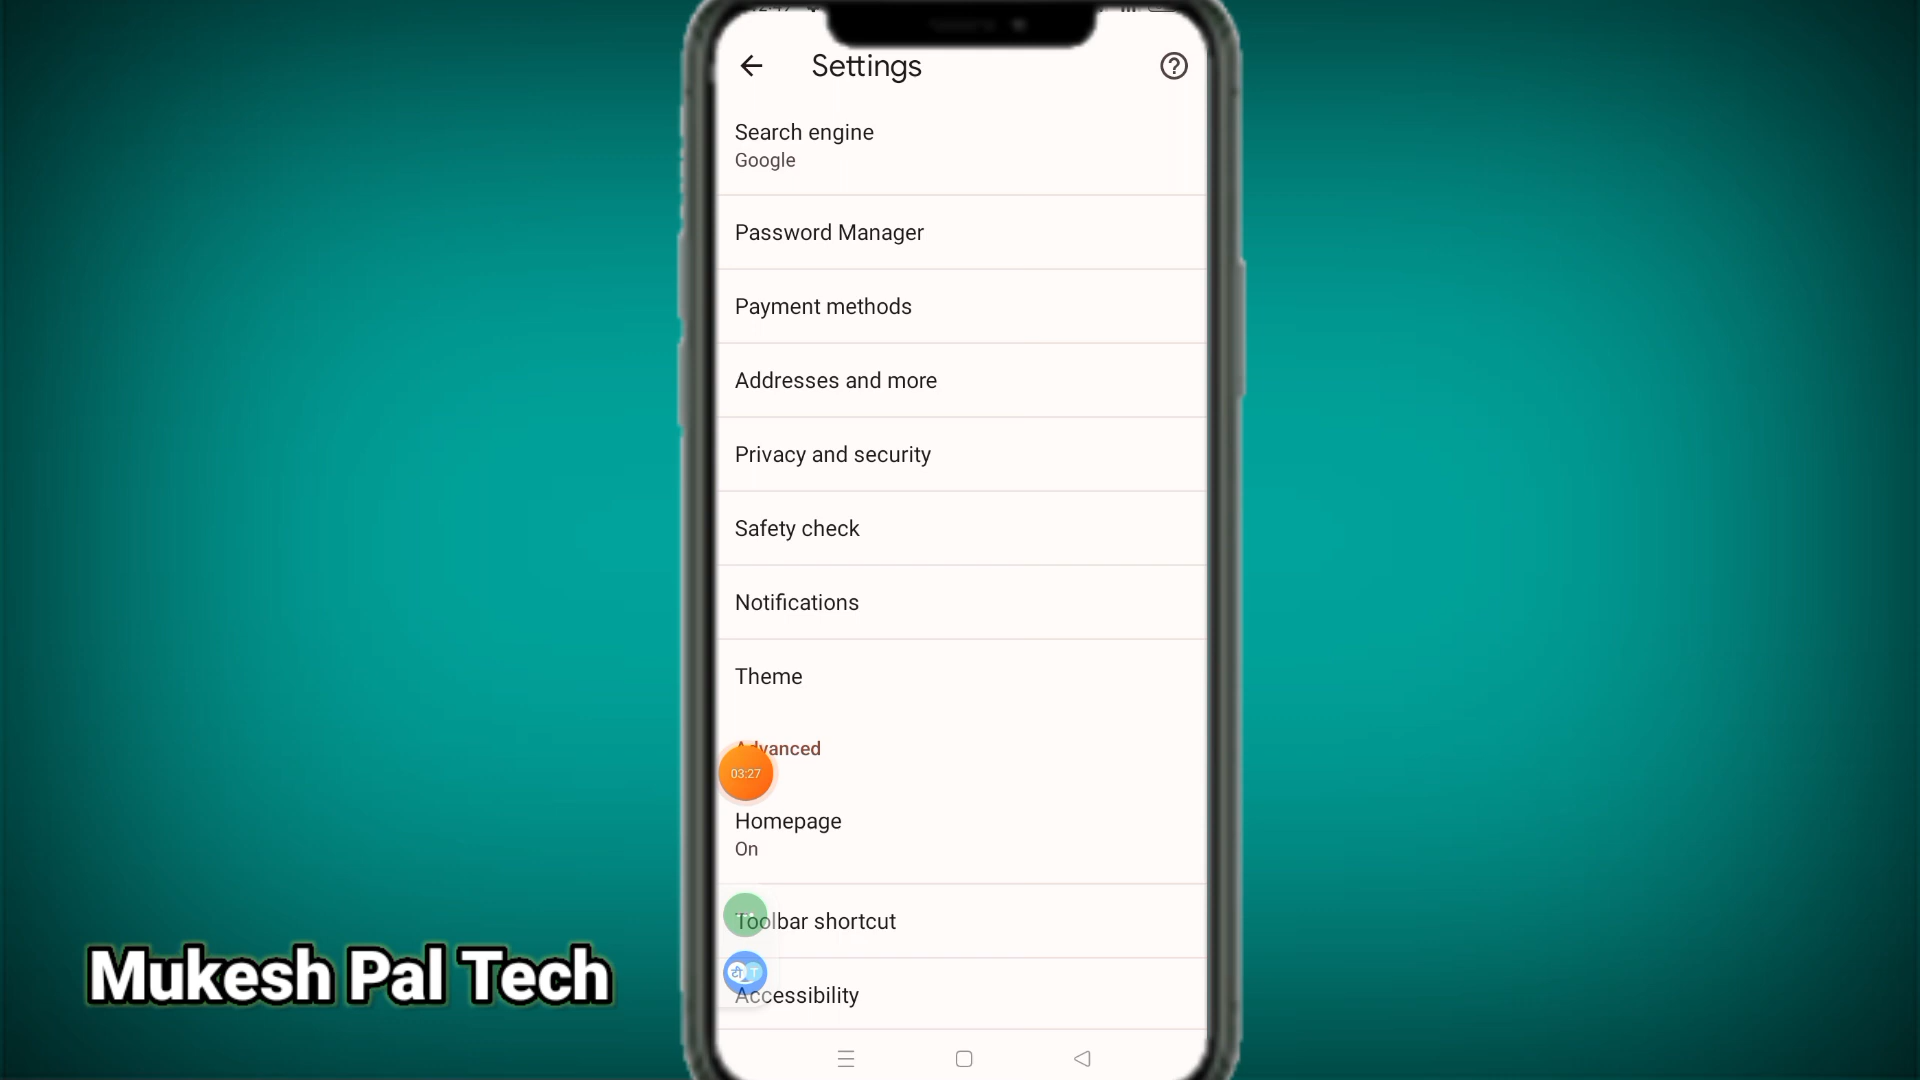 Settings
Search engine
Google
Password Manager
Payment methods
Addresses and more
Privacy and security
Safety check
Notifications
Theme
Advanced
03:27
Homepage
On
Toolbar shortcut
टी T
Accessibility
Mukesh Pal Tech